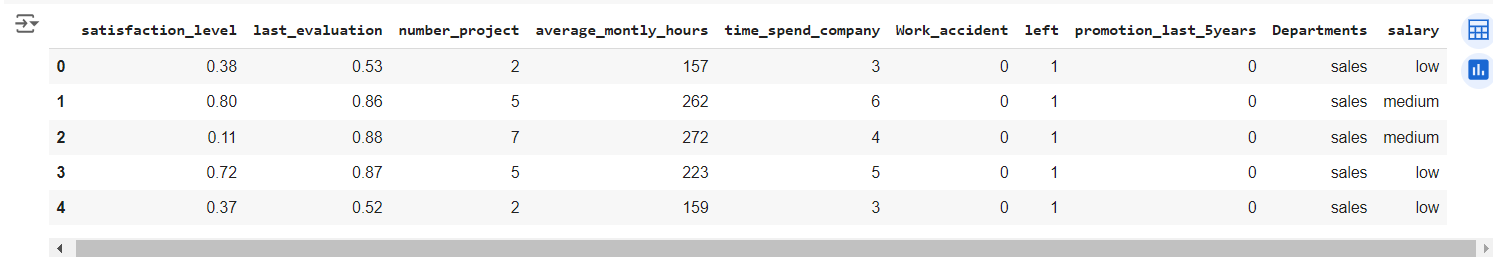 satisfaction_level last_evaluation number_project average_montly_hours time_spend_company Work_accident left promotion_last_5years Departments salary
0 0.38 0.53 2 157 3 0 1 0 sales low
1 0.80 0.86 5 262 6 0 1 0 sales medium
2 0.11 0.88 7 272 4 0 1 0 sales medium
3 0.72 0.87 5 223 5 0 1 0 sales low
4 0.37 0.52 2 159 3 0 1 0 sales low